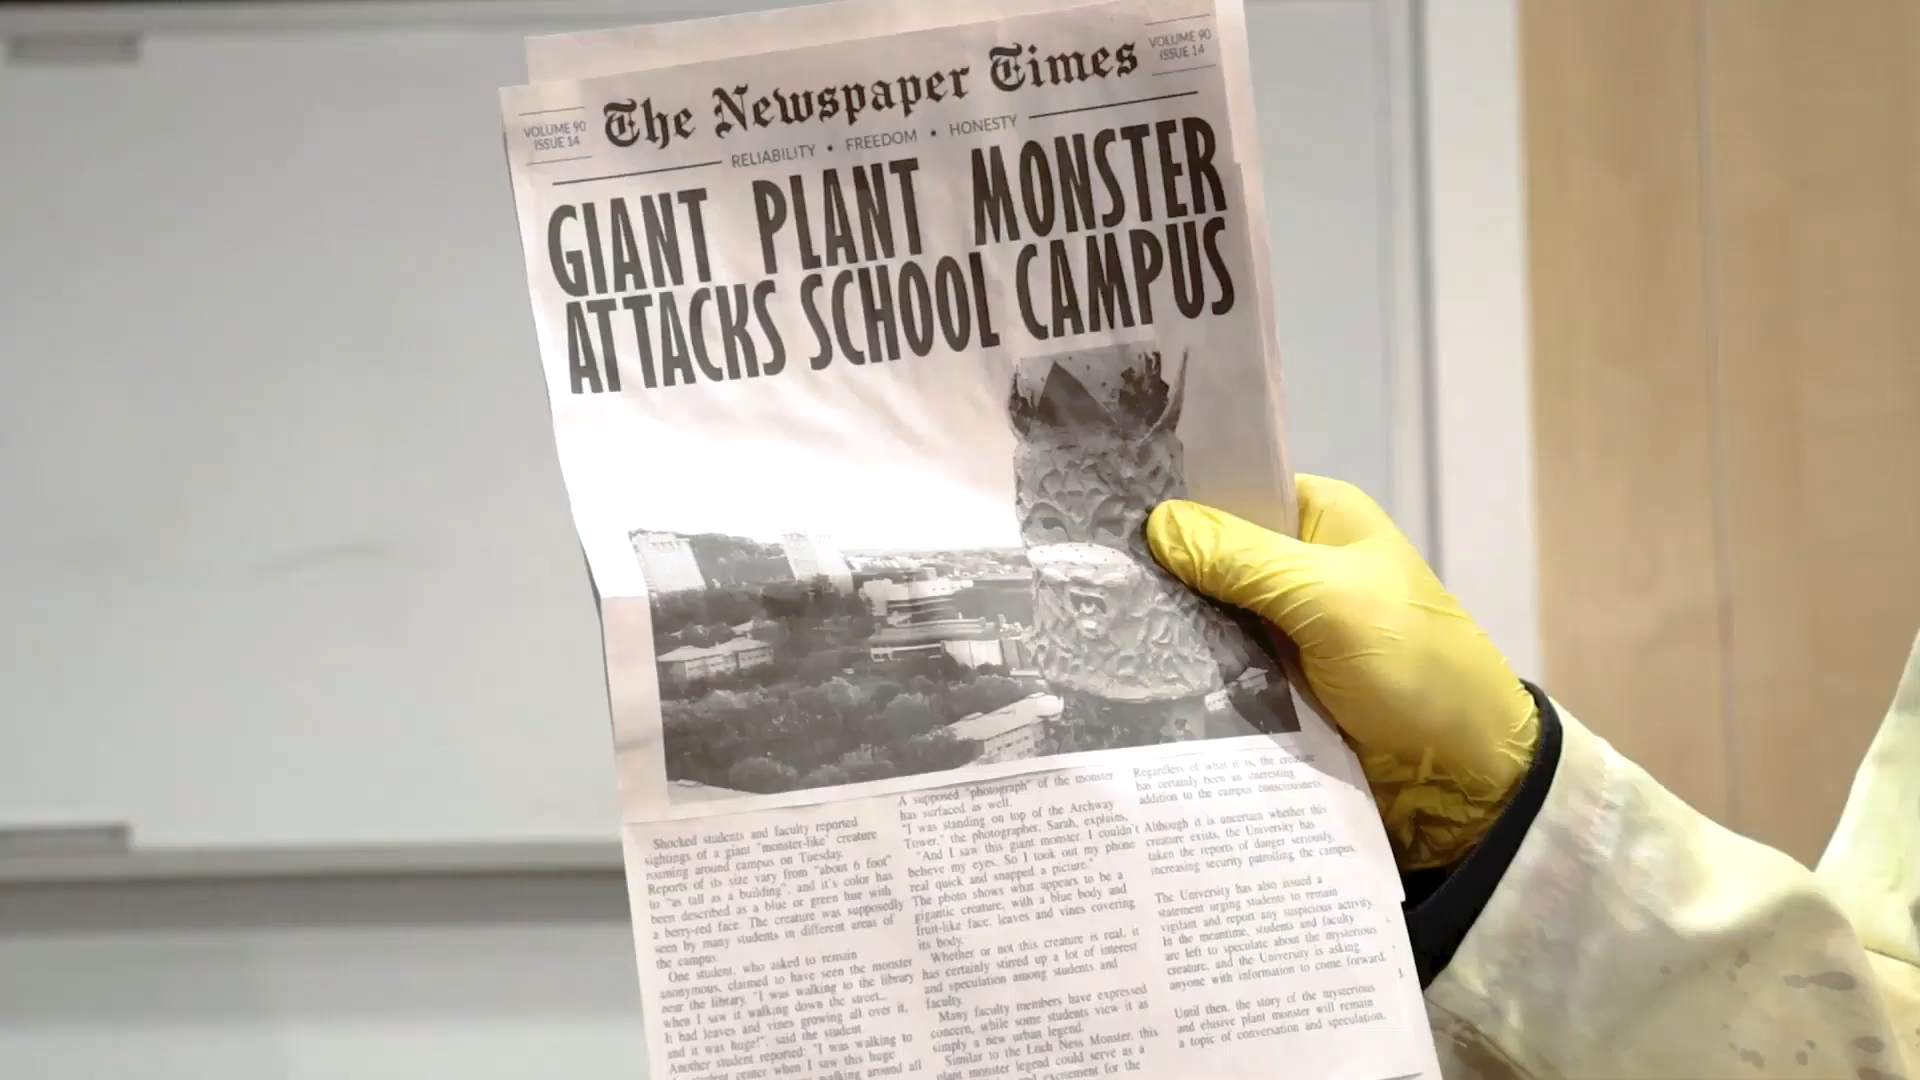 VOLUME 90
ISSUE 14
The Newspaper Times
VOLUME 90
ISSUE 14
RELIABILITY • FREEDOM • HONESTY
GIANT PLANT MONSTER
ATTACKS SCHOOL CAMPUS
Shocked students and faculty reported
sightings of a giant "monster-like" creature
roaming around campus on Tuesday.
Reports of its size vary from "about 6 foot"
to "as tall as a building", and it's color has
been described as a blue or green hue with
a berry-red face. The creature was supposedly
seen by many students in different areas of
the campus.
One student, who asked to remain
anonymous, claimed to have seen the monster
near the library. "I was walking to the library
when I saw it walking down the street...
It had leaves and vines growing all over it,
and it was huge!", said the student.
Another student reported: "I was walking to
student center when I saw this huge
walking around all
A supposed "photograph" of the monster
has surfaced as well.
"I was standing on top of the Archway
Tower," the photographer, Sarah, explains,
"And I saw this giant monster. I couldn't
believe my eyes. So I took out my phone
real quick and snapped a picture."
The photo shows what appears to be a
gigantic creature, with a blue body and
fruit-like face, leaves and vines covering
its body.
Whether or not this creature is real, it
has certainly stirred up a lot of interest
and speculation among students and
faculty.
Many faculty members have expressed
concern, while some students view it as
simply a new urban legend.
Similar to the Loch Ness Monster, this
plant monster legend could serve as a
and excitement for the
Regardless of what it is, the creature
has certainly been an interesting
addition to the campus consciousness.
Although it is uncertain whether this
creature exists, the University has
taken the reports of danger seriously,
increasing security patrolling the campus.
The University has also issued a
statement urging students to remain
vigilant and report any suspicious activity.
In the meantime, students and faculty
are left to speculate about the mysterious
creature, and the University is asking
anyone with information to come forward.
Until then, the story of the mysterious
and elusive plant monster will remain
a topic of conversation and speculation.